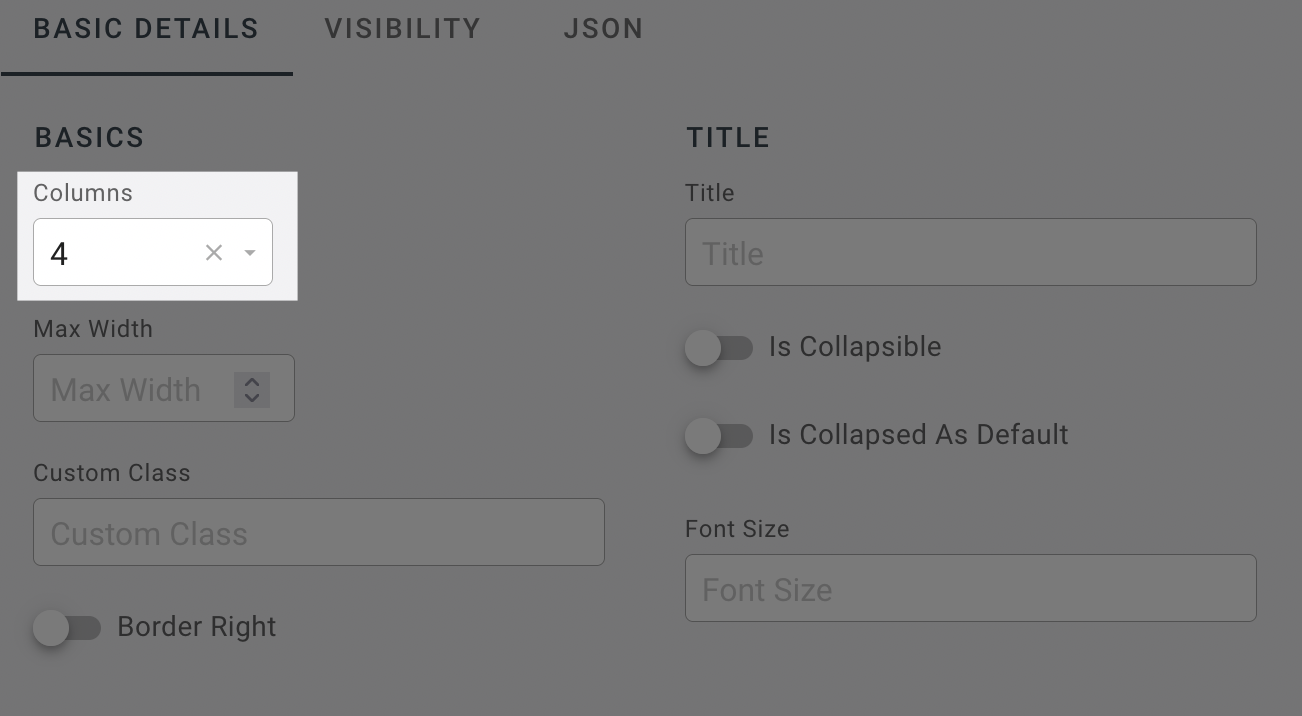 BASIC DETAILS VISIBILITY JSON
BASICS
Columns
4
Max Width
Max Width
Custom Class
Custom Class
Border Right
TITLE
Title
Title
Is Collapsible
Is Collapsed As Default
Font Size
Font Size